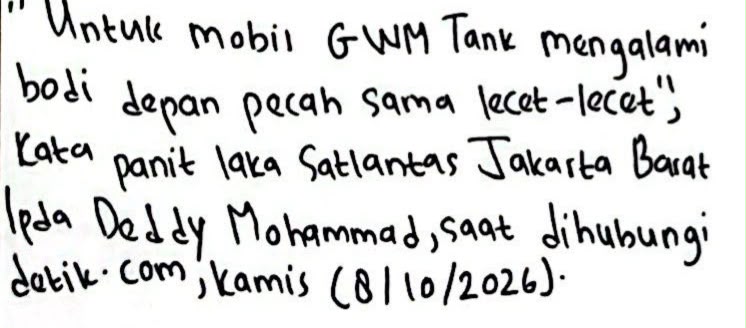 "Untuk mobil GWM Tank mengalami
bodi depan pecah sama lecet-lecet",
Kata panit laka Satlantas Jakarta Barat
Ipda Deddy Mohammad, saat dihubungi
detik.com, kamis (8/10/2026).